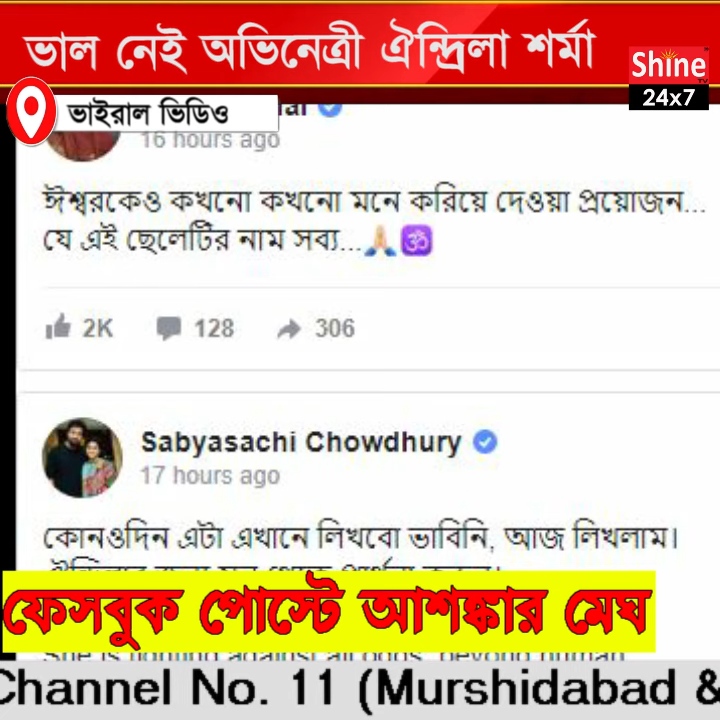 ভাল নেই অভিনেত্রী ঐন্দ্রিলা শর্মা
Shine
TV
24x7
ভাইরাল ভিডিও
16 hours ago
ঈশ্বরকেও কখনো কখনো মনে করিয়ে দেওয়া প্রয়োজন...
যে এই ছেলেটির নাম সব্য...🙏🕉
2K 128 306
Sabyasachi Chowdhury
17 hours ago
কোনওদিন এটা এখানে লিখবো ভাবিনি, আজ লিখলাম।
ফেসবুক পোস্টে আশঙ্কার মেঘ
Channel No. 11 (Murshidabad &